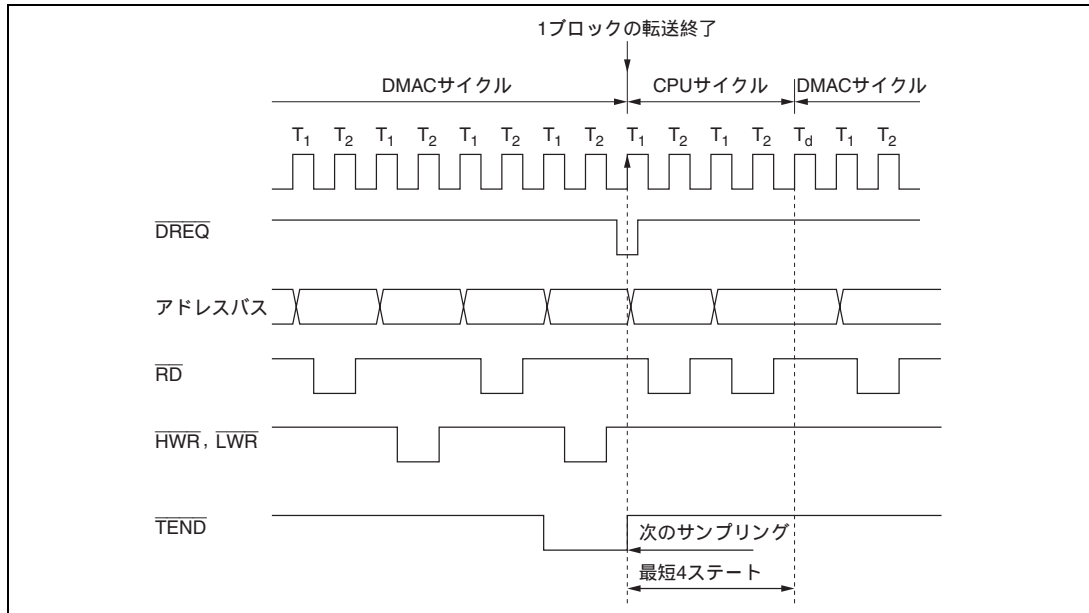 1ブロックの転送終了
DMACサイクル CPUサイクル DMACサイクル
T1 T2 T1 T2 T1 T2 T1 T2 T1 T2 T1 T2 Td T1 T2
DREQ
アドレスバス
RD
HWR, LWR
TEND
次のサンプリング
最短4ステート